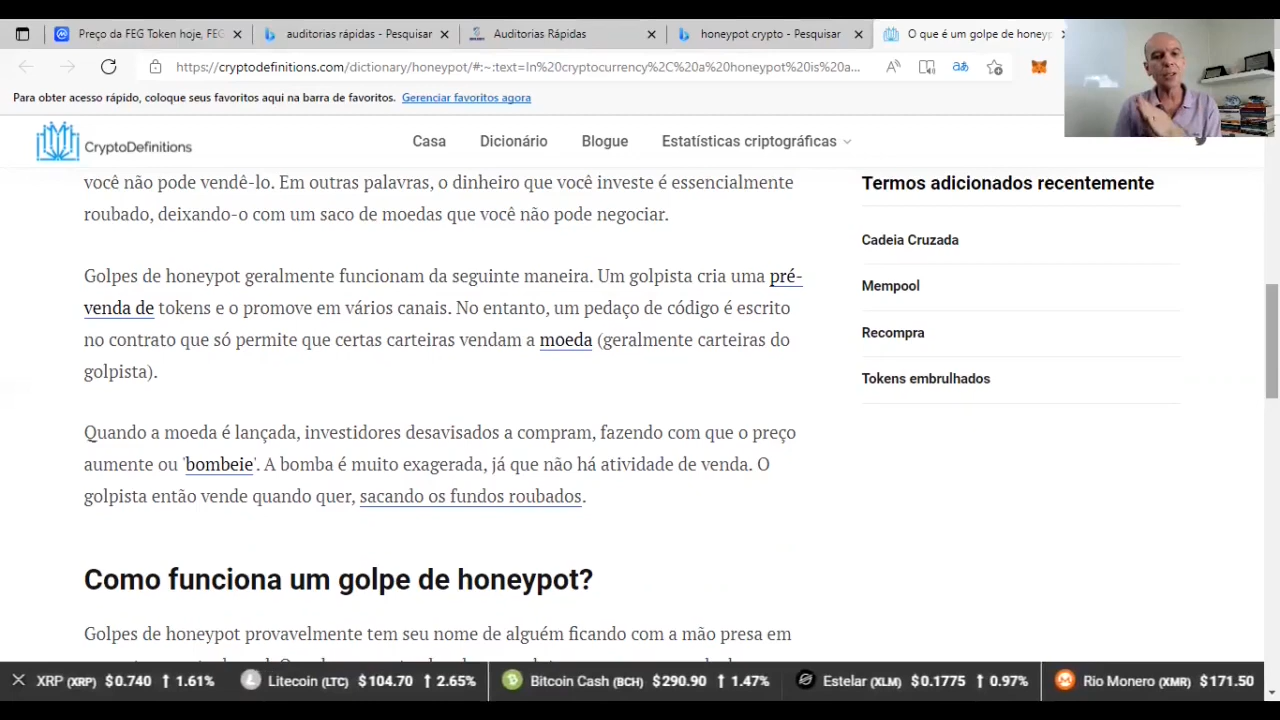 Preço da FEG Token hoje, FEG
auditorias rápidas - Pesquisar
Auditorias Rápidas
honeypot crypto - Pesquisar
O que é um golpe de honeyp
https://cryptodefinitions.com/dictionary/honeypot/#:~:text=In%20cryptocurrency%2C%20a%20honeypot%20is%20a...
Para obter acesso rápido, coloque seus favoritos aqui na barra de favoritos. Gerenciar favoritos agora
CryptoDefinitions
Casa
Dicionário
Blogue
Estatísticas criptográficas
você não pode vendê-lo. Em outras palavras, o dinheiro que você investe é essencialmente
roubado, deixando-o com um saco de moedas que você não pode negociar.
Golpes de honeypot geralmente funcionam da seguinte maneira. Um golpista cria uma pré-
venda de tokens e o promove em vários canais. No entanto, um pedaço de código é escrito
no contrato que só permite que certas carteiras vendam a moeda (geralmente carteiras do
golpista).
Quando a moeda é lançada, investidores desavisados a compram, fazendo com que o preço
aumente ou 'bombeie'. A bomba é muito exagerada, já que não há atividade de venda. O
golpista então vende quando quer, sacando os fundos roubados.
Como funciona um golpe de honeypot?
Golpes de honeypot provavelmente tem seu nome de alguém ficando com a mão presa em
Termos adicionados recentemente
Cadeia Cruzada
Mempool
Recompra
Tokens embrulhados
XRP (XRP) $0.740 ↑ 1.61%
Litecoin (LTC) $104.70 ↑ 2.65%
Bitcoin Cash (BCH) $290.90 ↑ 1.47%
Estelar (XLM) $0.1775 ↑ 0.97%
Rio Monero (XMR) $171.50